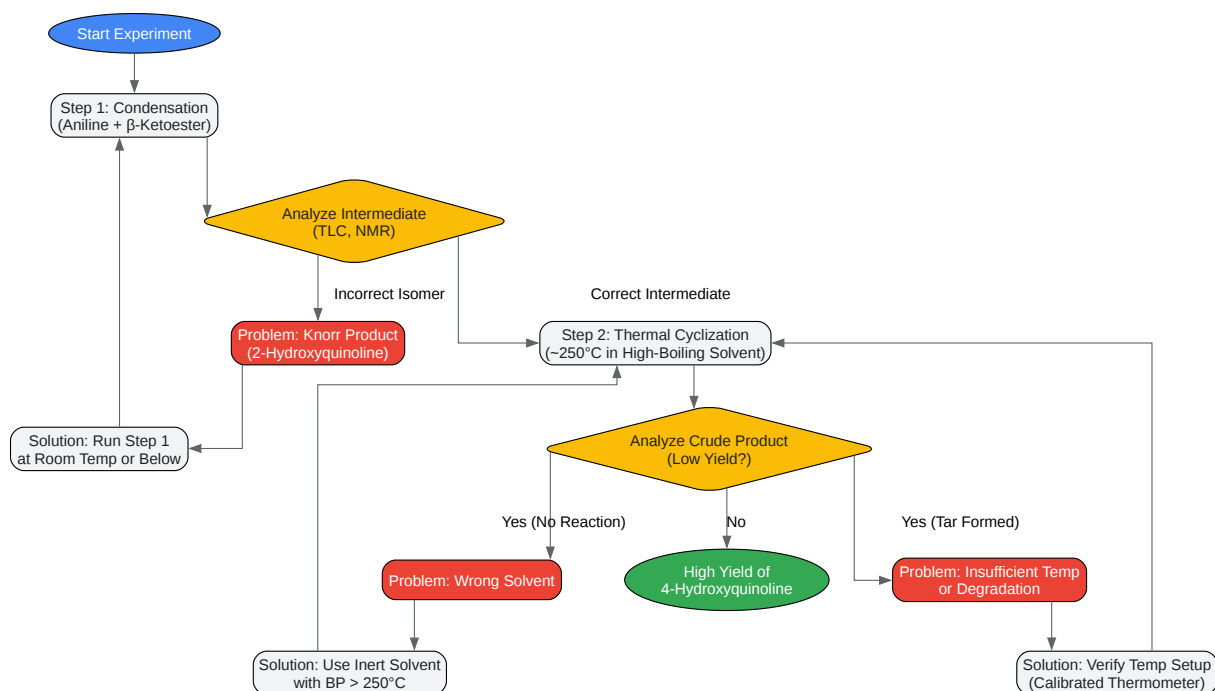 Start Experiment
Step 1: Condensation
(Aniline + β-Ketoester)
Analyze Intermediate
(TLC, NMR)
Incorrect Isomer
Correct Intermediate
Problem: Knorr Product
(2-Hydroxyquinoline)
Step 2: Thermal Cyclization
(~250°C in High-Boiling Solvent)
Solution: Run Step 1
at Room Temp or Below
Analyze Crude Product
(Low Yield?)
Yes (No Reaction)
No
Yes (Tar Formed)
Problem: Wrong Solvent
High Yield of
4-Hydroxyquinoline
Problem: Insufficient Temp
or Degradation
Solution: Use Inert Solvent
with BP > 250°C
Solution: Verify Temp Setup
(Calibrated Thermometer)